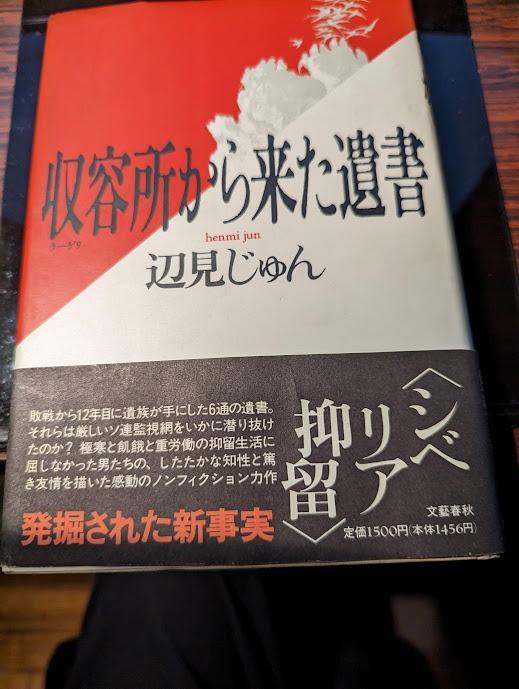 収容所から来た遺書
ラーゲリ
henmi jun
辺見じゅん
敗戦から12年目に遺族が手にした6通の遺書。
それらは厳しいソ連監視網をいかに潜り抜け
たのか? 極寒と飢餓と重労働の抑留生活に
屈しなかった男たちの、したたかな知性と篤
き友情を描いた感動のノンフィクション力作
発掘された新事実
〈シベ
リア
抑留〉
文藝春秋
定価1500円(本体1456円)